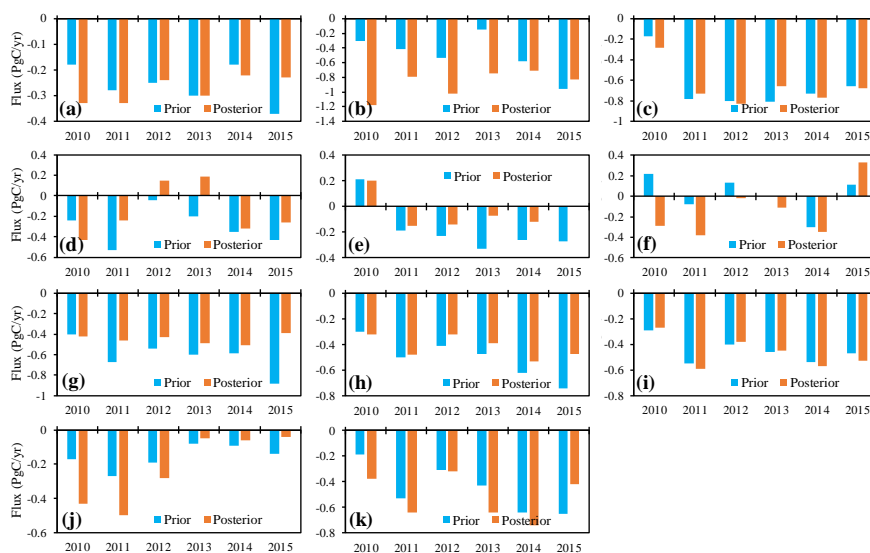 0
-0.1
-0.2
-0.3
-0.4
Flux (PgC/yr)
(a)
Prior
Posterior
2010 2011 2012 2013 2014 2015
0
-0.2
-0.4
-0.6
-0.8
-1
-1.2
-1.4
(b)
Prior
Posterior
2010 2011 2012 2013 2014 2015
0
-0.2
-0.4
-0.6
-0.8
-1
(c)
Prior
Posterior
2010 2011 2012 2013 2014 2015
0.4
0.2
0
-0.2
-0.4
-0.6
Flux (PgC/yr)
(d)
Prior
Posterior
2010 2011 2012 2013 2014 2015
0.4
0.2
0
-0.2
-0.4
(e)
Prior
Posterior
2010 2011 2012 2013 2014 2015
0.4
0.2
0
-0.2
-0.4
-0.6
(f)
Prior
Posterior
2010 2011 2012 2013 2014 2015
0
-0.2
-0.4
-0.6
-0.8
-1
Flux (PgC/yr)
(g)
Prior
Posterior
2010 2011 2012 2013 2014 2015
0
-0.2
-0.4
-0.6
-0.8
(h)
Prior
Posterior
2010 2011 2012 2013 2014 2015
0
-0.2
-0.4
-0.6
-0.8
(i)
Prior
Posterior
2010 2011 2012 2013 2014 2015
0
-0.2
-0.4
-0.6
Flux (PgC/yr)
(j)
Prior
Posterior
2010 2011 2012 2013 2014 2015
0
-0.2
-0.4
-0.6
-0.8
(k)
Prior
Posterior
2010 2011 2012 2013 2014 2015